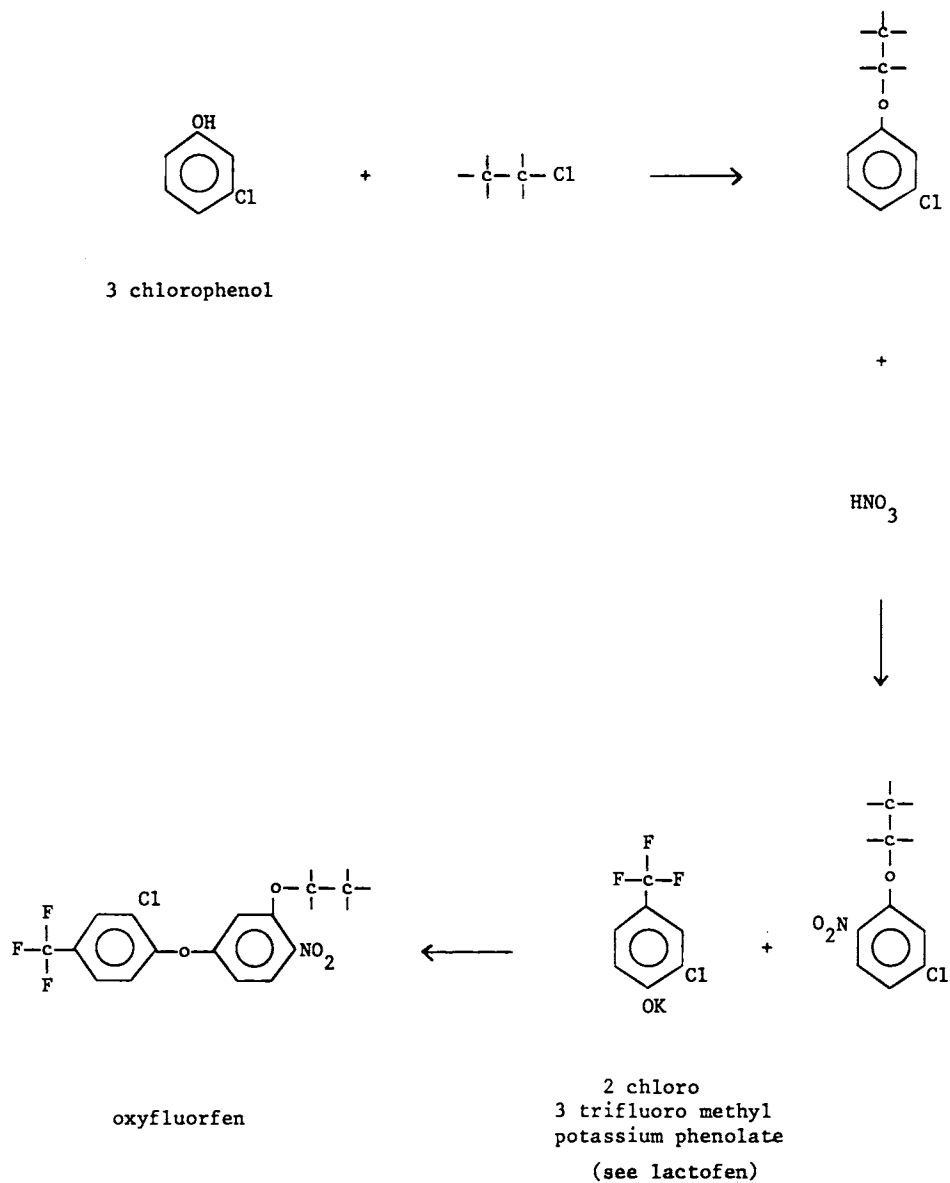 OH
Cl
3 chlorophenol
+
-C-C-Cl
-C-
-C-
O
Cl
+
HNO3
-C-
-C-
O
O2N
Cl
+
F
F-C-F
Cl
OK
2 chloro
3 trifluoro methyl
potassium phenolate
(see lactofen)
O-C-C-
Cl
F
F-C
F
O
NO2
oxyfluorfen